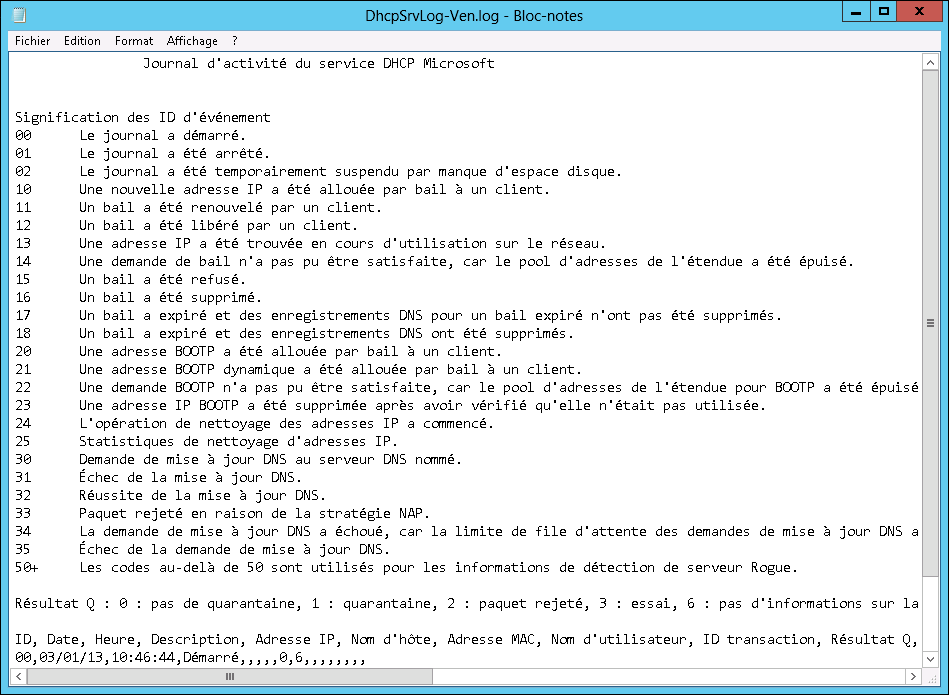 DhcpSrvLog-Ven.log - Bloc-notes
Fichier Edition Format Affichage ?
Journal d'activité du service DHCP Microsoft
Signification des ID d'événement
00 Le journal a démarré.
01 Le journal a été arrêté.
02 Le journal a été temporairement suspendu par manque d'espace disque.
10 Une nouvelle adresse IP a été allouée par bail à un client.
11 Un bail a été renouvelé par un client.
12 Un bail a été libéré par un client.
13 Une adresse IP a été trouvée en cours d'utilisation sur le réseau.
14 Une demande de bail n'a pas pu être satisfaite, car le pool d'adresses de l'étendue a été épuisé.
15 Un bail a été refusé.
16 Un bail a été supprimé.
17 Un bail a expiré et des enregistrements DNS pour un bail expiré n'ont pas été supprimés.
18 Un bail a expiré et des enregistrements DNS ont été supprimés.
20 Une adresse BOOTP a été allouée par bail à un client.
21 Une adresse BOOTP dynamique a été allouée par bail à un client.
22 Une demande BOOTP n'a pas pu être satisfaite, car le pool d'adresses de l'étendue pour BOOTP a été épuisé
23 Une adresse IP BOOTP a été supprimée après avoir vérifié qu'elle n'était pas utilisée.
24 L'opération de nettoyage des adresses IP a commencé.
25 Statistiques de nettoyage d'adresses IP.
30 Demande de mise à jour DNS au serveur DNS nommé.
31 Échec de la mise à jour DNS.
32 Réussite de la mise à jour DNS.
33 Paquet rejeté en raison de la stratégie NAP.
34 La demande de mise à jour DNS a échoué, car la limite de file d'attente des demandes de mise à jour DNS a
35 Échec de la demande de mise à jour DNS.
50+ Les codes au-delà de 50 sont utilisés pour les informations de détection de serveur Rogue.
Résultat Q : 0 : pas de quarantaine, 1 : quarantaine, 2 : paquet rejeté, 3 : essai, 6 : pas d'informations sur la
ID, Date, Heure, Description, Adresse IP, Nom d'hôte, Adresse MAC, Nom d'utilisateur, ID transaction, Résultat Q,
00,03/01/13,10:46:44,Démarré,,,,,0,6,,,,,,,,